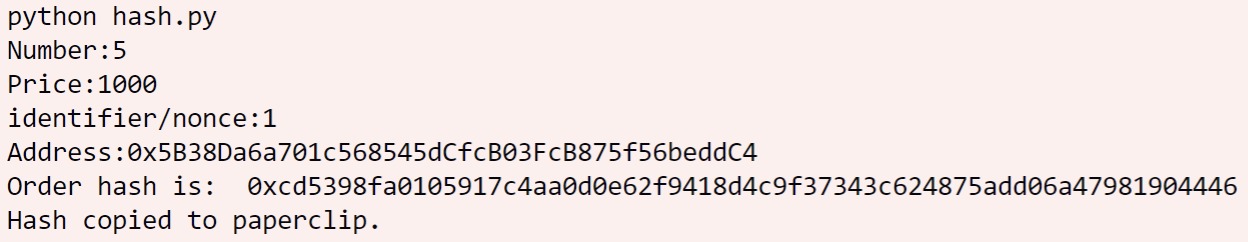 python hash.py
Number:5
Price:1000
identifier/nonce:1
Address:0x5B38Da6a701c568545dCfcB03FcB875f56beddC4
Order hash is:  0xcd5398fa0105917c4aa0d0e62f9418d4c9f37343c624875add06a47981904446
Hash copied to paperclip.